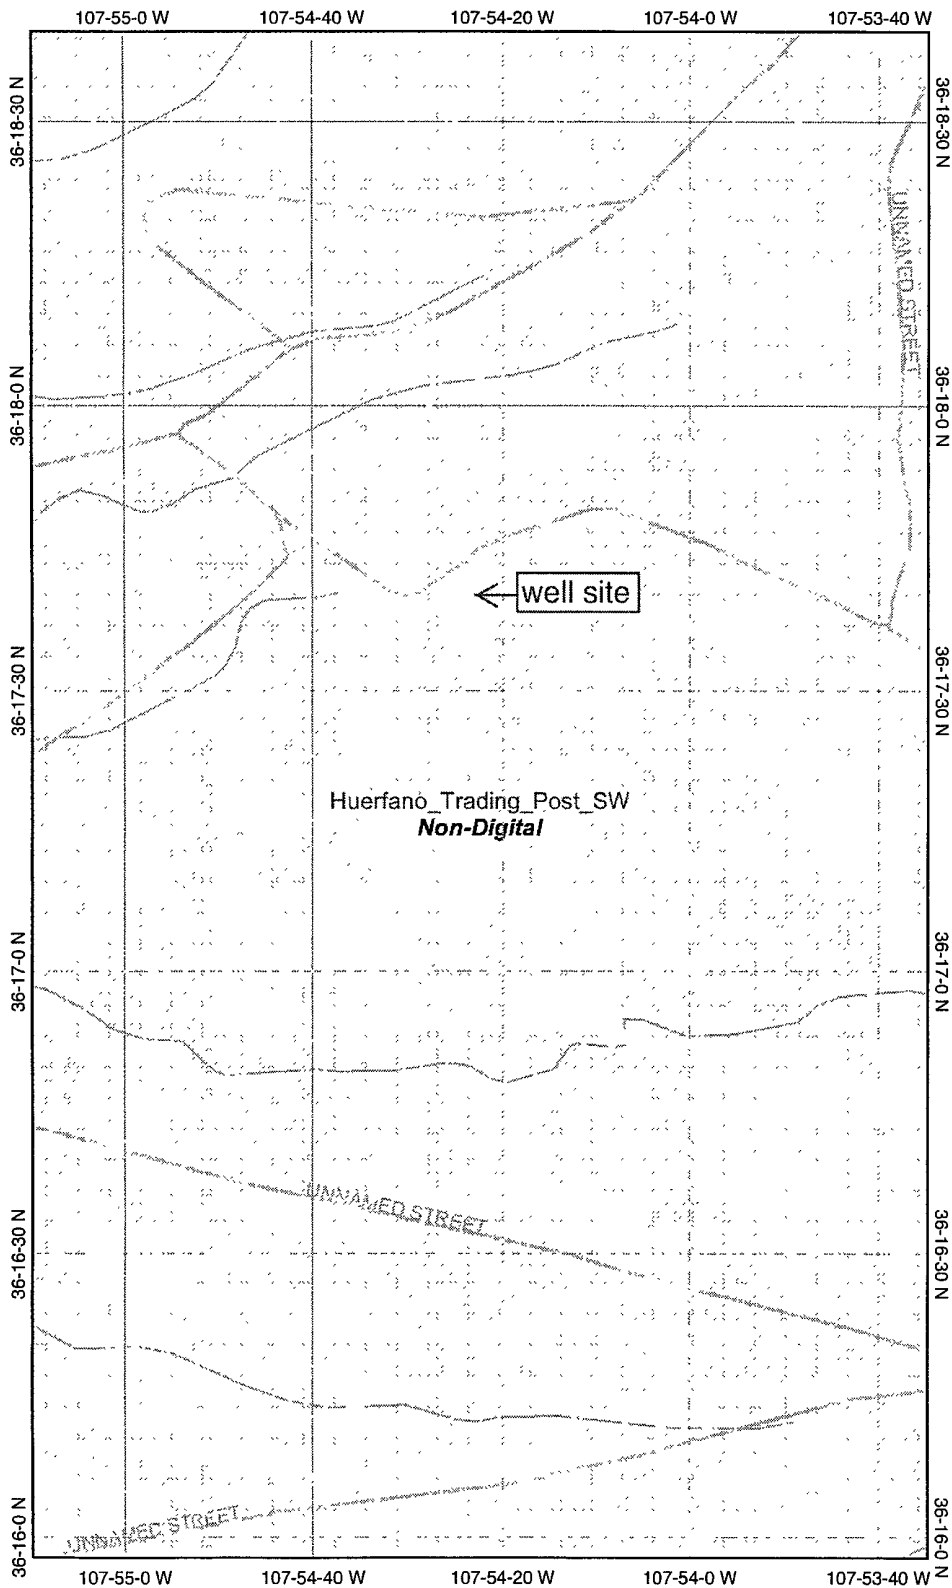 107-55-0 W 107-54-40 W 107-54-20 W 107-54-0 W 107-53-40 W
36-18-30 N
36-18-30 N
UNNAMED STREET
36-18-0 N
36-18-0 N
well site
36-17-30 N
36-17-30 N
Huerfano_Trading_Post_SW
Non-Digital
36-17-0 N
36-17-0 N
UNNAMED STREET
36-16-30 N
36-16-30 N
UNNAMED STREET
36-16-0 N
36-16-0 N
107-55-0 W 107-54-40 W 107-54-20 W 107-54-0 W 107-53-40 W